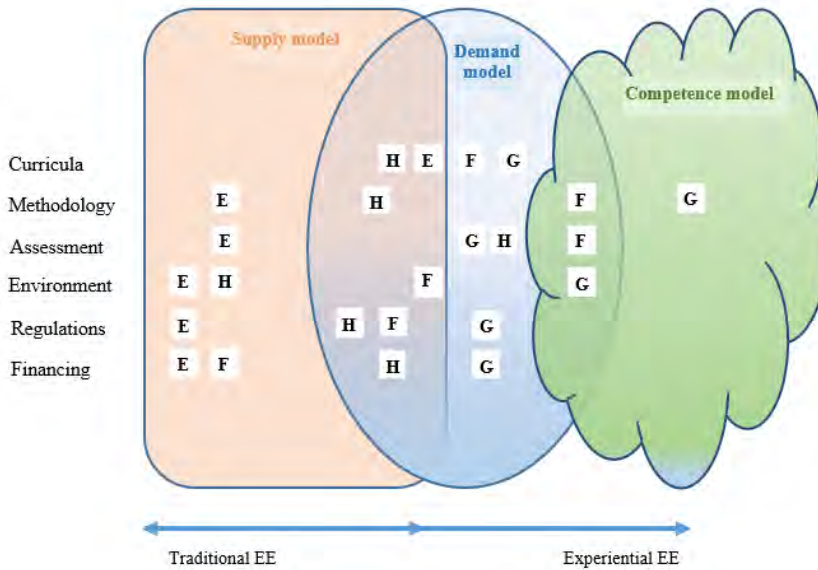 Supply model
Demand
model
Competence model
Curricula H E F G
Methodology E H F G
Assessment E G H F
Environment E H F G
Regulations E H F G
Financing E F H G
Traditional EE Experiential EE